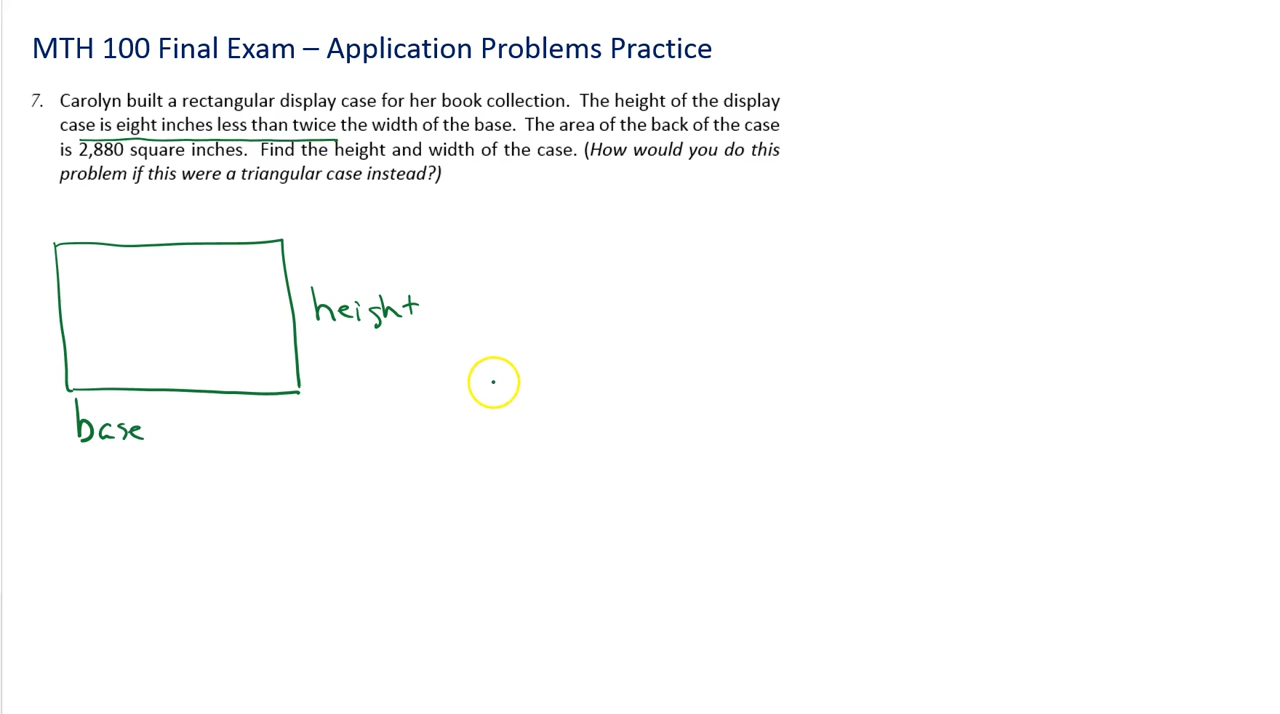 MTH 100 Final Exam – Application Problems Practice
7. Carolyn built a rectangular display case for her book collection. The height of the display
case is eight inches less than twice the width of the base. The area of the back of the case
is 2,880 square inches. Find the height and width of the case. (How would you do this
problem if this were a triangular case instead?)
height
base